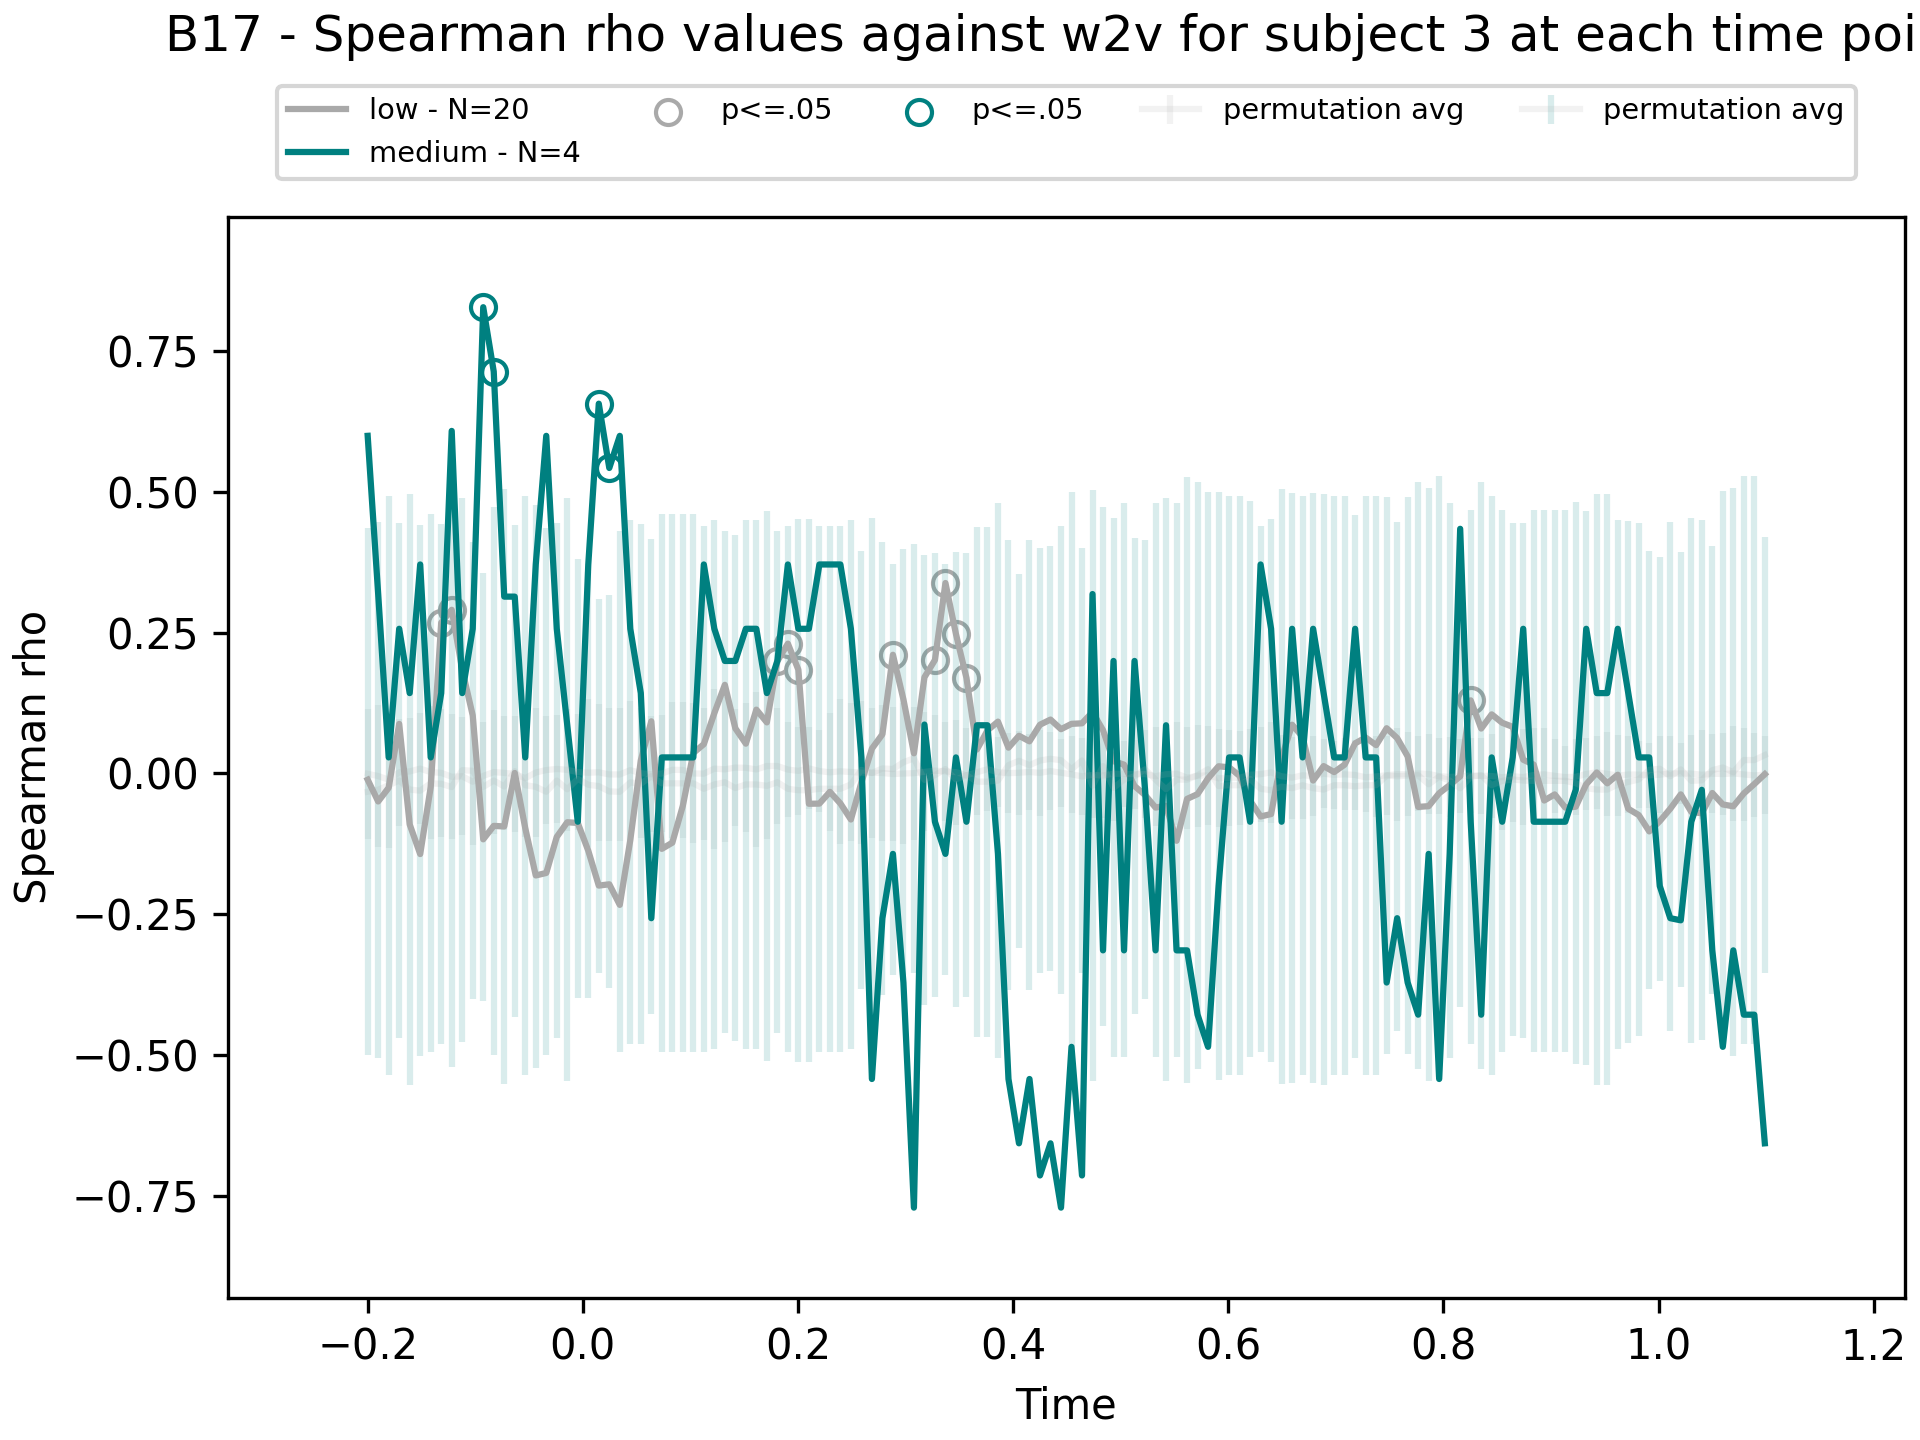 B17 - Spearman rho values against w2v for subject 3 at each time poi
low - N=20
medium - N=4
p<=.05
p<=.05
permutation avg
permutation avg
Spearman rho
0.75
0.50
0.25
0.00
−0.25
−0.50
−0.75
−0.2
0.0
0.2
0.4
0.6
0.8
1.0
1.2
Time